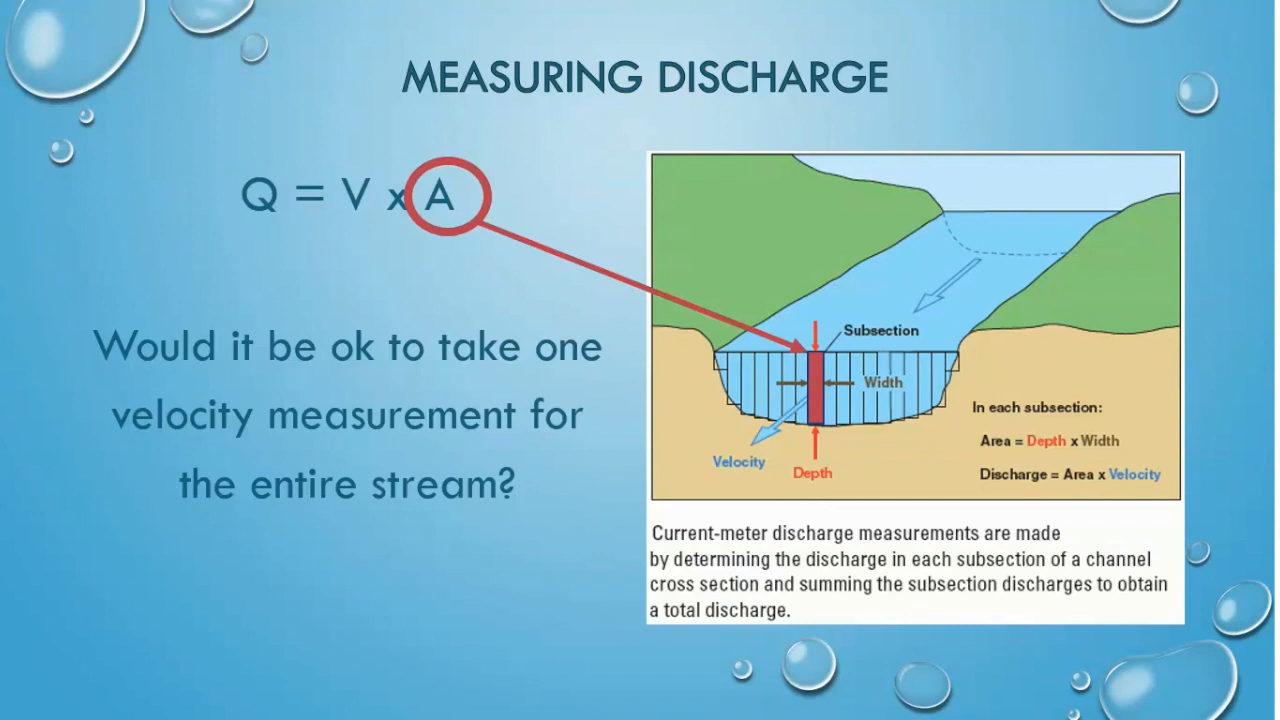 MEASURING DISCHARGE
Q = V x A
Would it be ok to take one
velocity measurement for
the entire stream?
Subsection
Width
Velocity
Depth
In each subsection:
Area = Depth x Width
Discharge = Area x Velocity
Current-meter discharge measurements are made
by determining the discharge in each subsection of a channel
cross section and summing the subsection discharges to obtain
a total discharge.